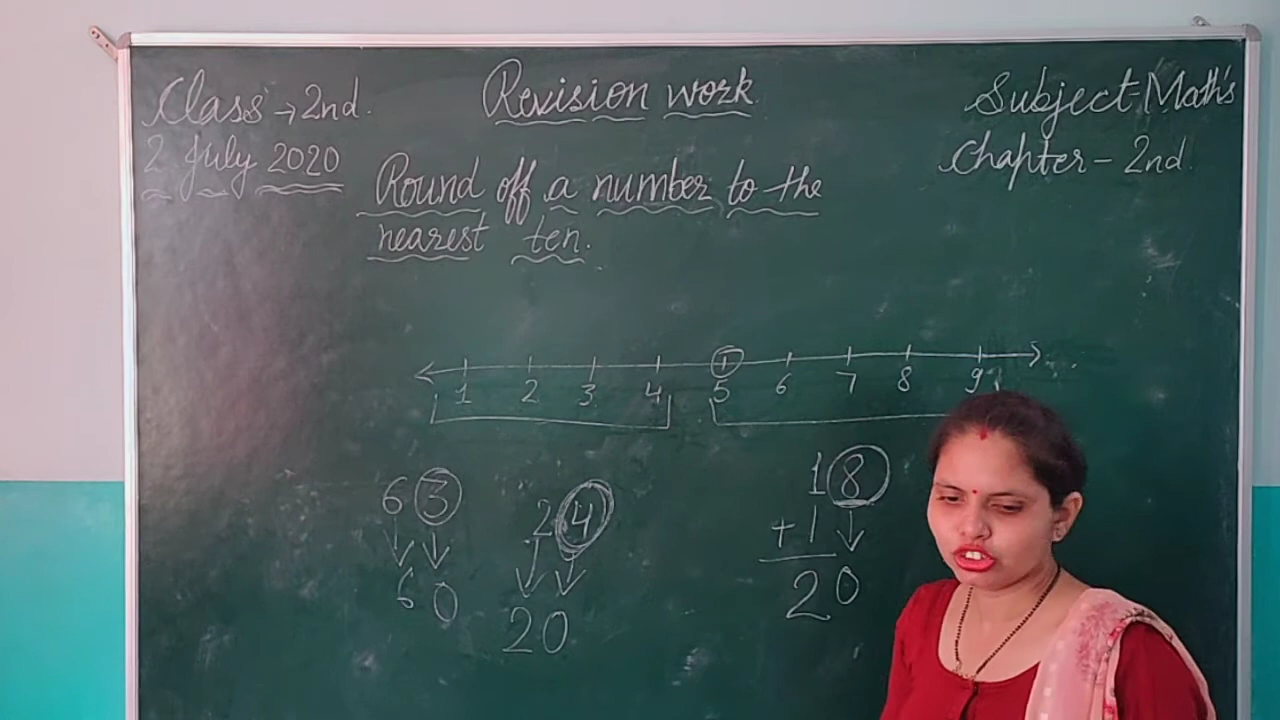 Class → 2nd.
Revision work
Subject-Math's
2 July 2020
Chapter - 2nd.
Round off a number to the
nearest ten.
1 2 3 4 5 6 7 8 9
63
60
24
20
18
+1
20